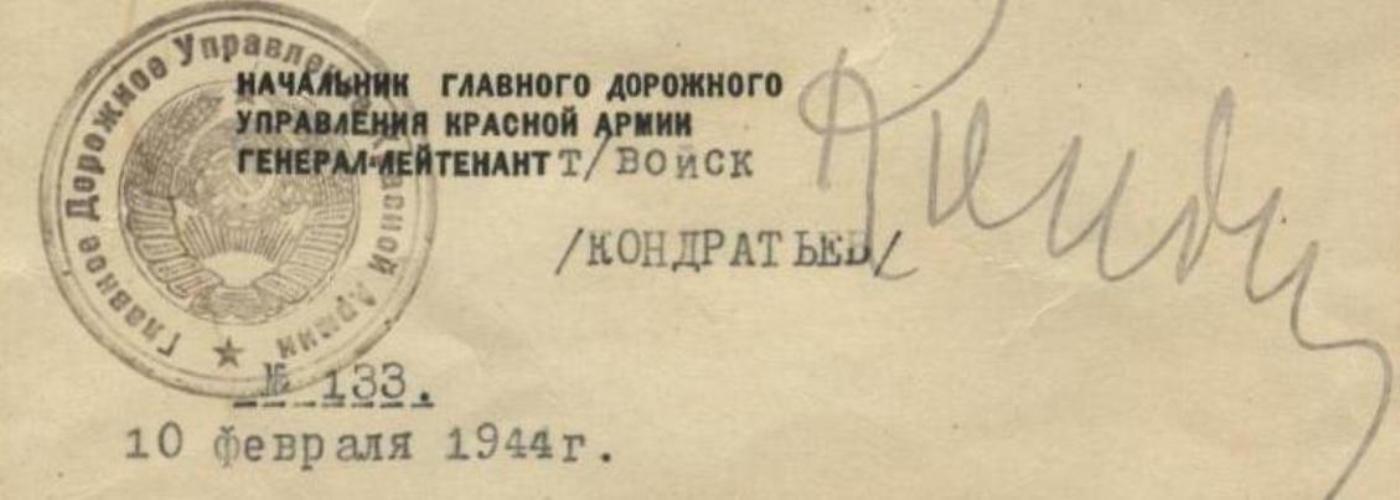 Главное Дорожное Управление Красной Армии
НАЧАЛЬНИК ГЛАВНОГО ДОРОЖНОГО
УПРАВЛЕНИЯ КРАСНОЙ АРМИИ
ГЕНЕРАЛ-ЛЕЙТЕНАНТ Т/ВОЙСК
/КОНДРАТЬЕВ/
№ 133.
10 февраля 1944г.